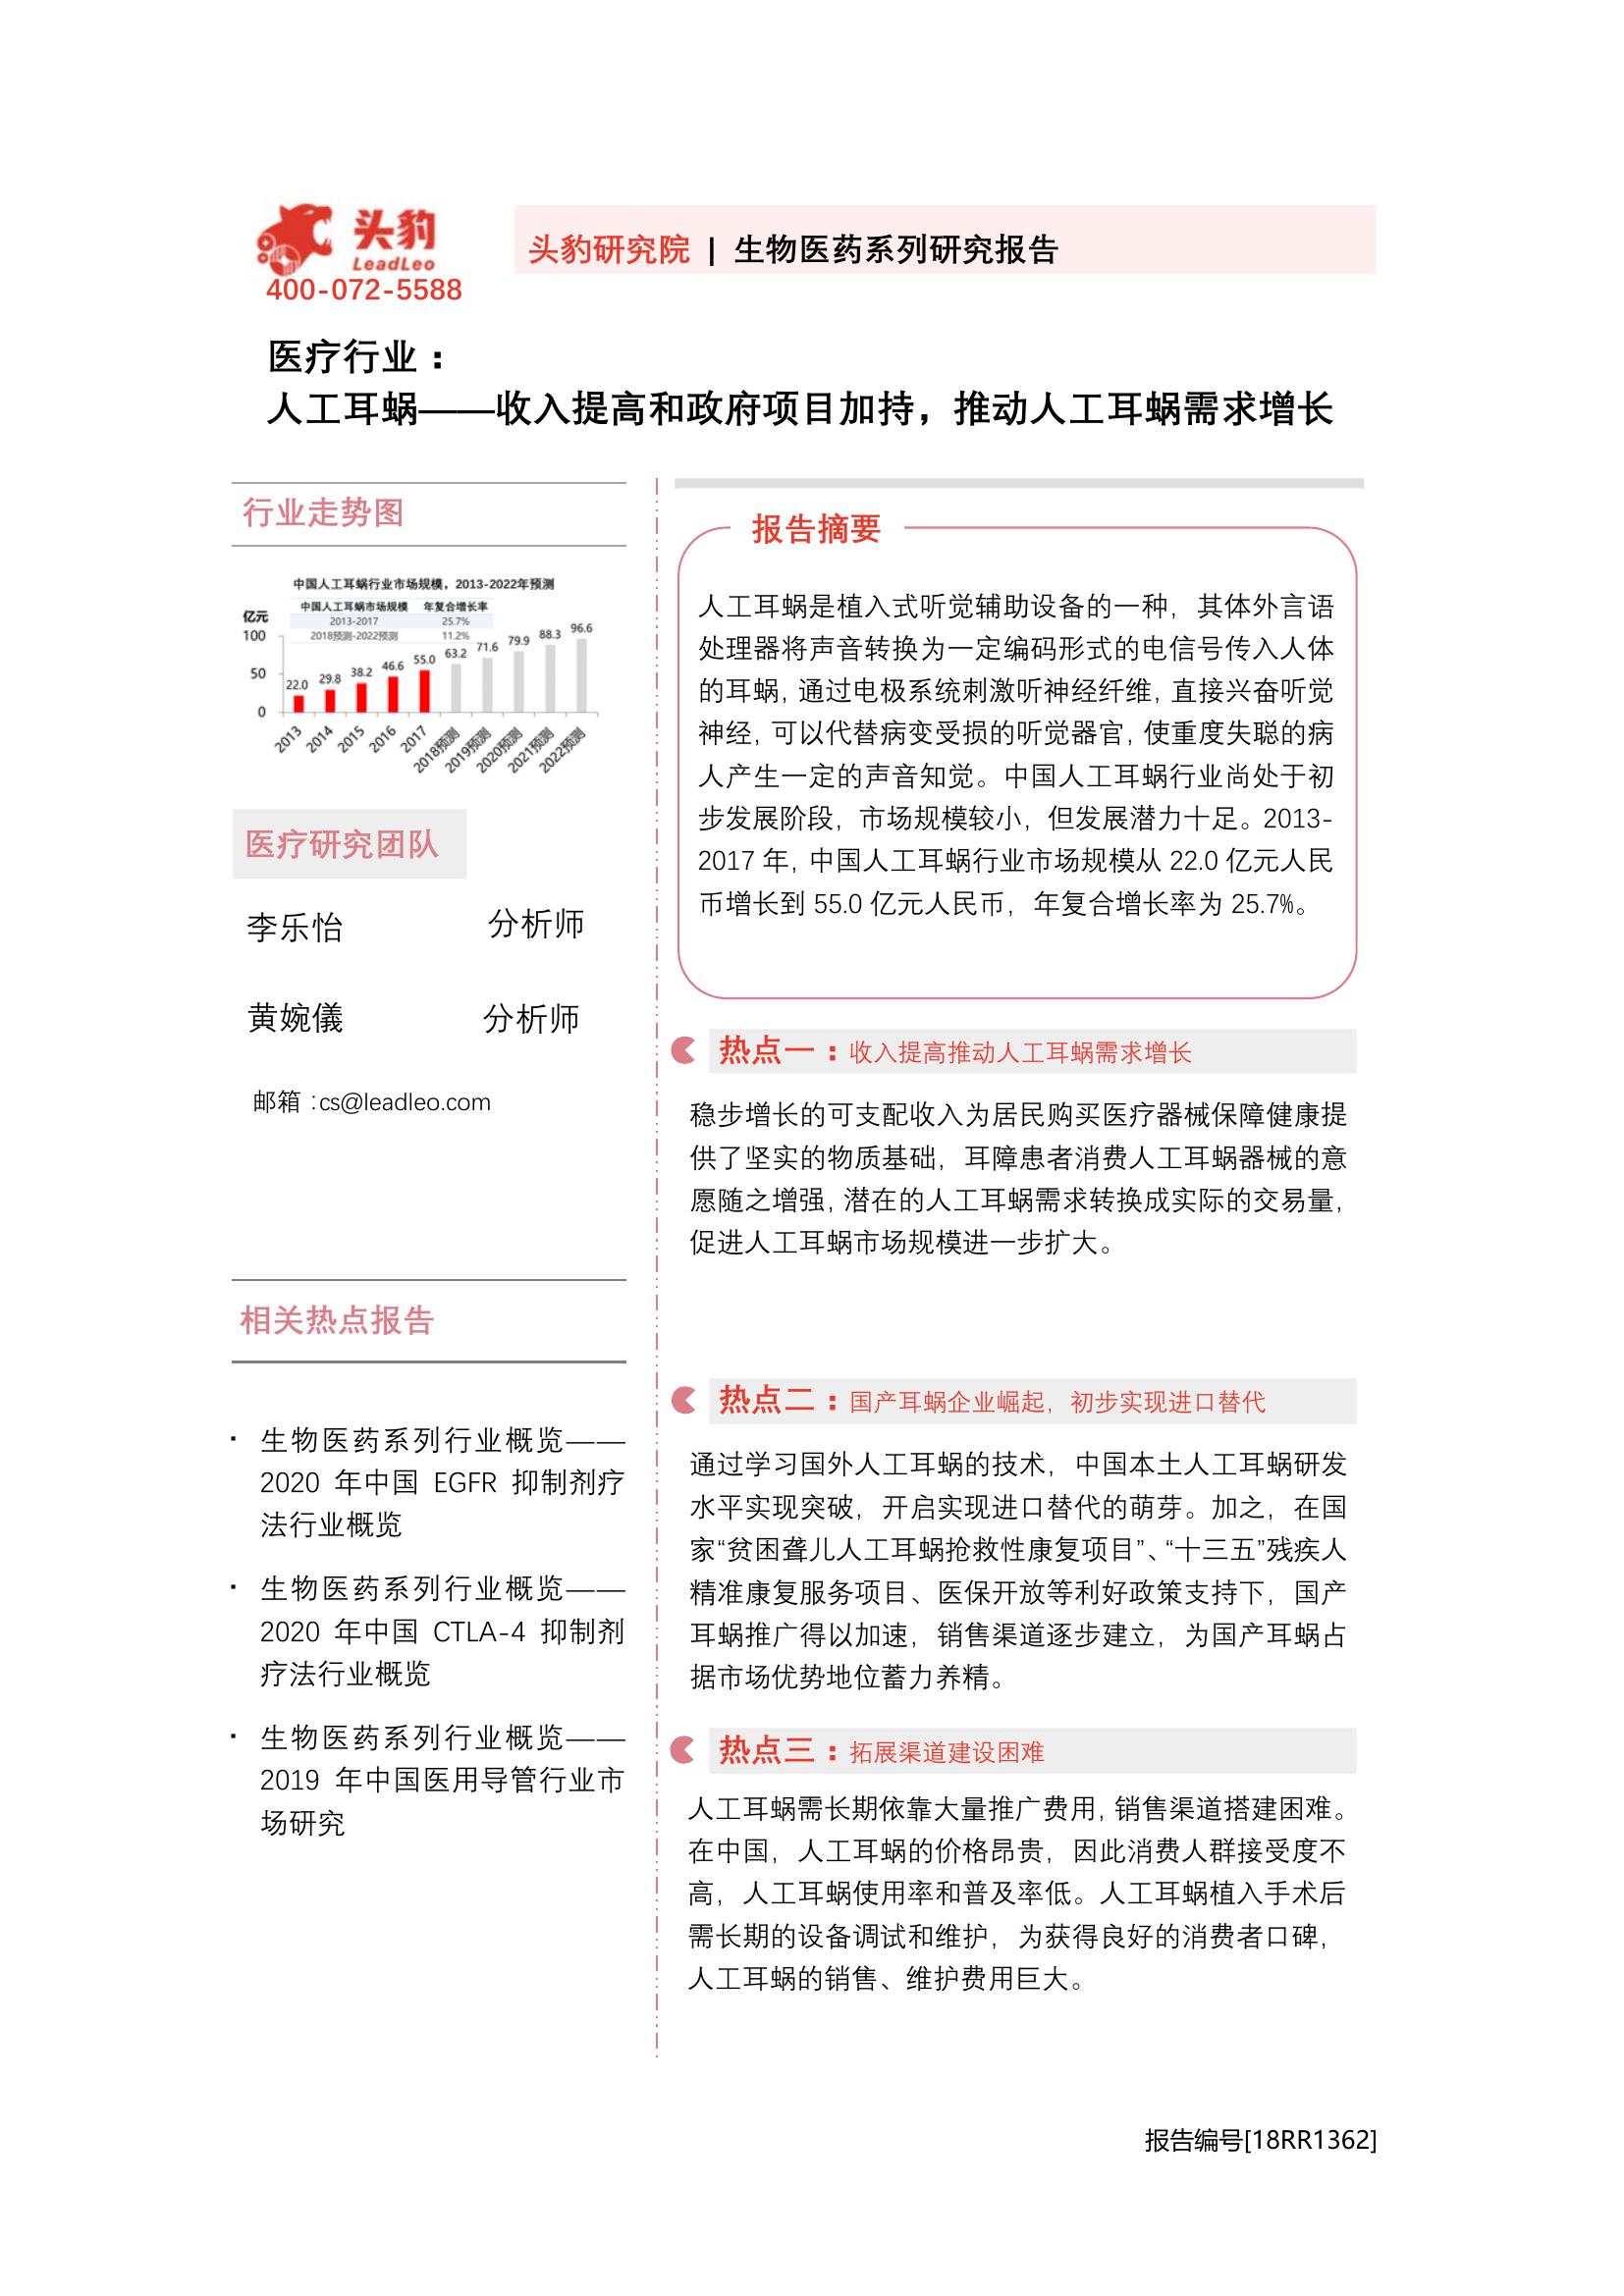 头豹
LeadLeo
400-072-5588
头豹研究院 | 生物医药系列研究报告
医疗行业：
人工耳蜗——收入提高和政府项目加持，推动人工耳蜗需求增长
行业走势图
中国人工耳蜗行业市场规模，2013-2022年预测
中国人工耳蜗市场规模 年复合增长率
2013-2017 25.7%
2018预测-2022预测 11.2%
亿元
100
50
0
22.0 29.8 38.2 46.6 55.0 63.2 71.6 79.9 88.3 96.6
2013 2014 2015 2016 2017 2018预测 2019预测 2020预测 2021预测 2022预测
医疗研究团队
李乐怡 分析师
黄婉儀 分析师
邮箱：cs@leadleo.com
相关热点报告
▪ 生物医药系列行业概览——
2020 年中国 EGFR 抑制剂疗
法行业概览
▪ 生物医药系列行业概览——
2020 年中国 CTLA-4 抑制剂
疗法行业概览
▪ 生物医药系列行业概览——
2019 年中国医用导管行业市
场研究
报告摘要
人工耳蜗是植入式听觉辅助设备的一种，其体外言语
处理器将声音转换为一定编码形式的电信号传入人体
的耳蜗，通过电极系统刺激听神经纤维，直接兴奋听觉
神经，可以代替病变受损的听觉器官，使重度失聪的病
人产生一定的声音知觉。中国人工耳蜗行业尚处于初
步发展阶段，市场规模较小，但发展潜力十足。2013-
2017 年，中国人工耳蜗行业市场规模从 22.0 亿元人民
币增长到 55.0 亿元人民币，年复合增长率为 25.7%。
热点一：收入提高推动人工耳蜗需求增长
稳步增长的可支配收入为居民购买医疗器械保障健康提
供了坚实的物质基础，耳障患者消费人工耳蜗器械的意
愿随之增强，潜在的人工耳蜗需求转换成实际的交易量，
促进人工耳蜗市场规模进一步扩大。
热点二：国产耳蜗企业崛起，初步实现进口替代
通过学习国外人工耳蜗的技术，中国本土人工耳蜗研发
水平实现突破，开启实现进口替代的萌芽。加之，在国
家“贫困聋儿人工耳蜗抢救性康复项目”、“十三五”残疾人
精准康复服务项目、医保开放等利好政策支持下，国产
耳蜗推广得以加速，销售渠道逐步建立，为国产耳蜗占
据市场优势地位蓄力养精。
热点三：拓展渠道建设困难
人工耳蜗需长期依靠大量推广费用，销售渠道搭建困难。
在中国，人工耳蜗的价格昂贵，因此消费人群接受度不
高，人工耳蜗使用率和普及率低。人工耳蜗植入手术后
需长期的设备调试和维护，为获得良好的消费者口碑，
人工耳蜗的销售、维护费用巨大。
报告编号[18RR1362]